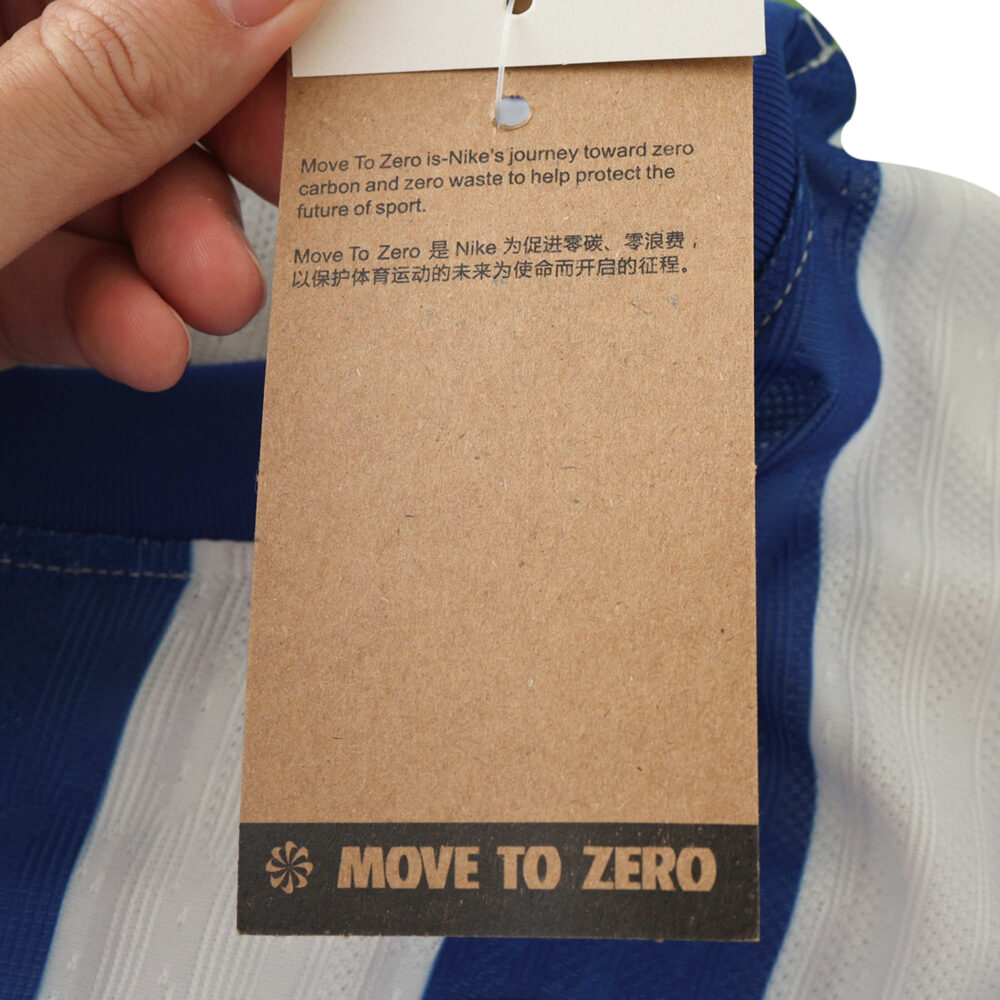 Move To Zero is-Nike's journey toward zero
carbon and zero waste to help protect the
future of sport.
Move To Zero 是 Nike 为促进零碳、零浪费，
以保护体育运动的未来为使命而开启的征程。
MOVE TO ZERO